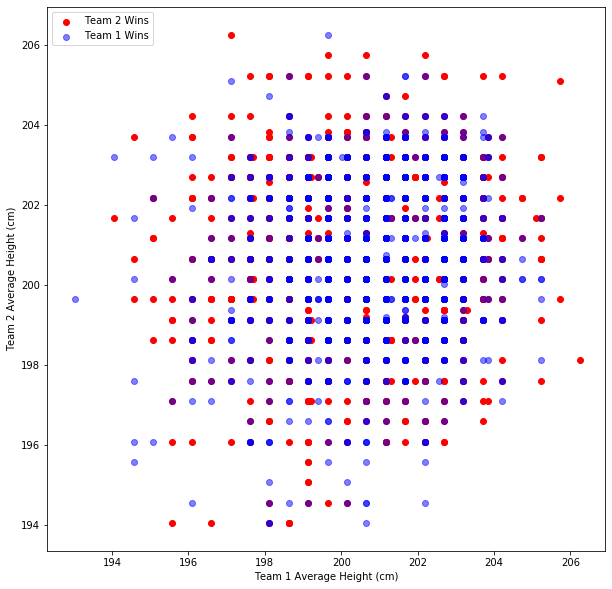 Team 2 Wins
Team 1 Wins
206
204
202
200
198
196
194
Team 2 Average Height (cm)
194 196 198 200 202 204 206
Team 1 Average Height (cm)